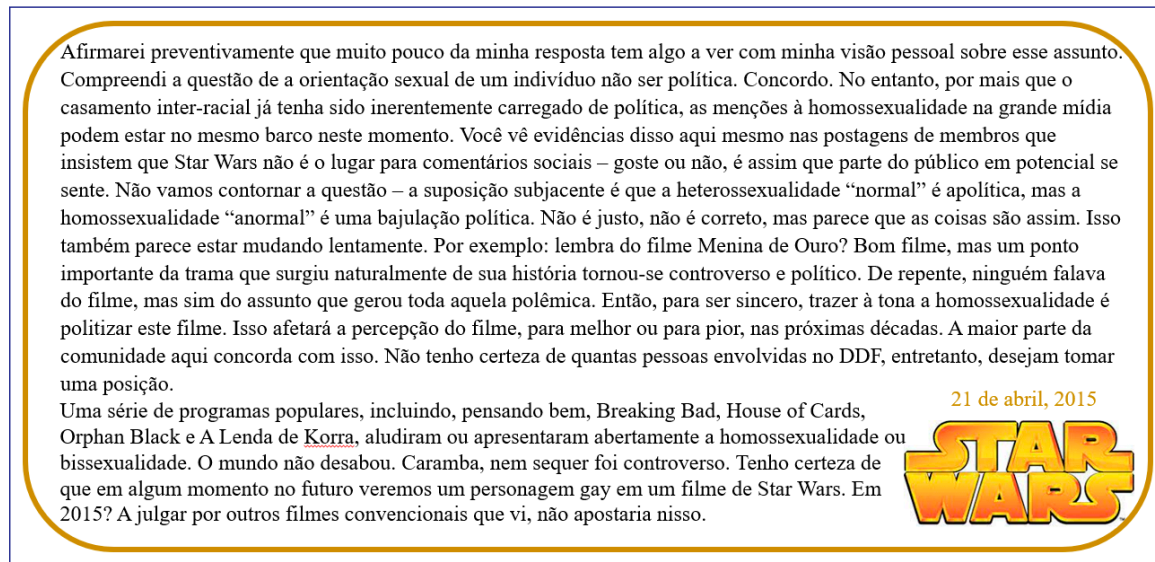 Afirmarei preventivamente que muito pouco da minha resposta tem algo a ver com minha visão pessoal sobre esse assunto.
Compreendi a questão de a orientação sexual de um indivíduo não ser política. Concordo. No entanto, por mais que o
casamento inter-racial já tenha sido inerentemente carregado de política, as menções à homossexualidade na grande mídia
podem estar no mesmo barco neste momento. Você vê evidências disso aqui mesmo nas postagens de membros que
insistem que Star Wars não é o lugar para comentários sociais – goste ou não, é assim que parte do público em potencial se
sente. Não vamos contornar a questão – a suposição subjacente é que a heterossexualidade “normal” é apolítica, mas a
homossexualidade “anormal” é uma bajulação política. Não é justo, não é correto, mas parece que as coisas são assim. Isso
também parece estar mudando lentamente. Por exemplo: lembra do filme Menina de Ouro? Bom filme, mas um ponto
importante da trama que surgiu naturalmente de sua história tornou-se controverso e político. De repente, ninguém falava
do filme, mas sim do assunto que gerou toda aquela polêmica. Então, para ser sincero, trazer à tona a homossexualidade é
politizar este filme. Isso afetará a percepção do filme, para melhor ou para pior, nas próximas décadas. A maior parte da
comunidade aqui concorda com isso. Não tenho certeza de quantas pessoas envolvidas no DDF, entretanto, desejam tomar
uma posição.
Uma série de programas populares, incluindo, pensando bem, Breaking Bad, House of Cards,
Orphan Black e A Lenda de Korra, aludiram ou apresentaram abertamente a homossexualidade ou
bissexualidade. O mundo não desabou. Caramba, nem sequer foi controverso. Tenho certeza de
que em algum momento no futuro veremos um personagem gay em um filme de Star Wars. Em
2015? A julgar por outros filmes convencionais que vi, não apostaria nisso.
21 de abril, 2015
STAR
WARS